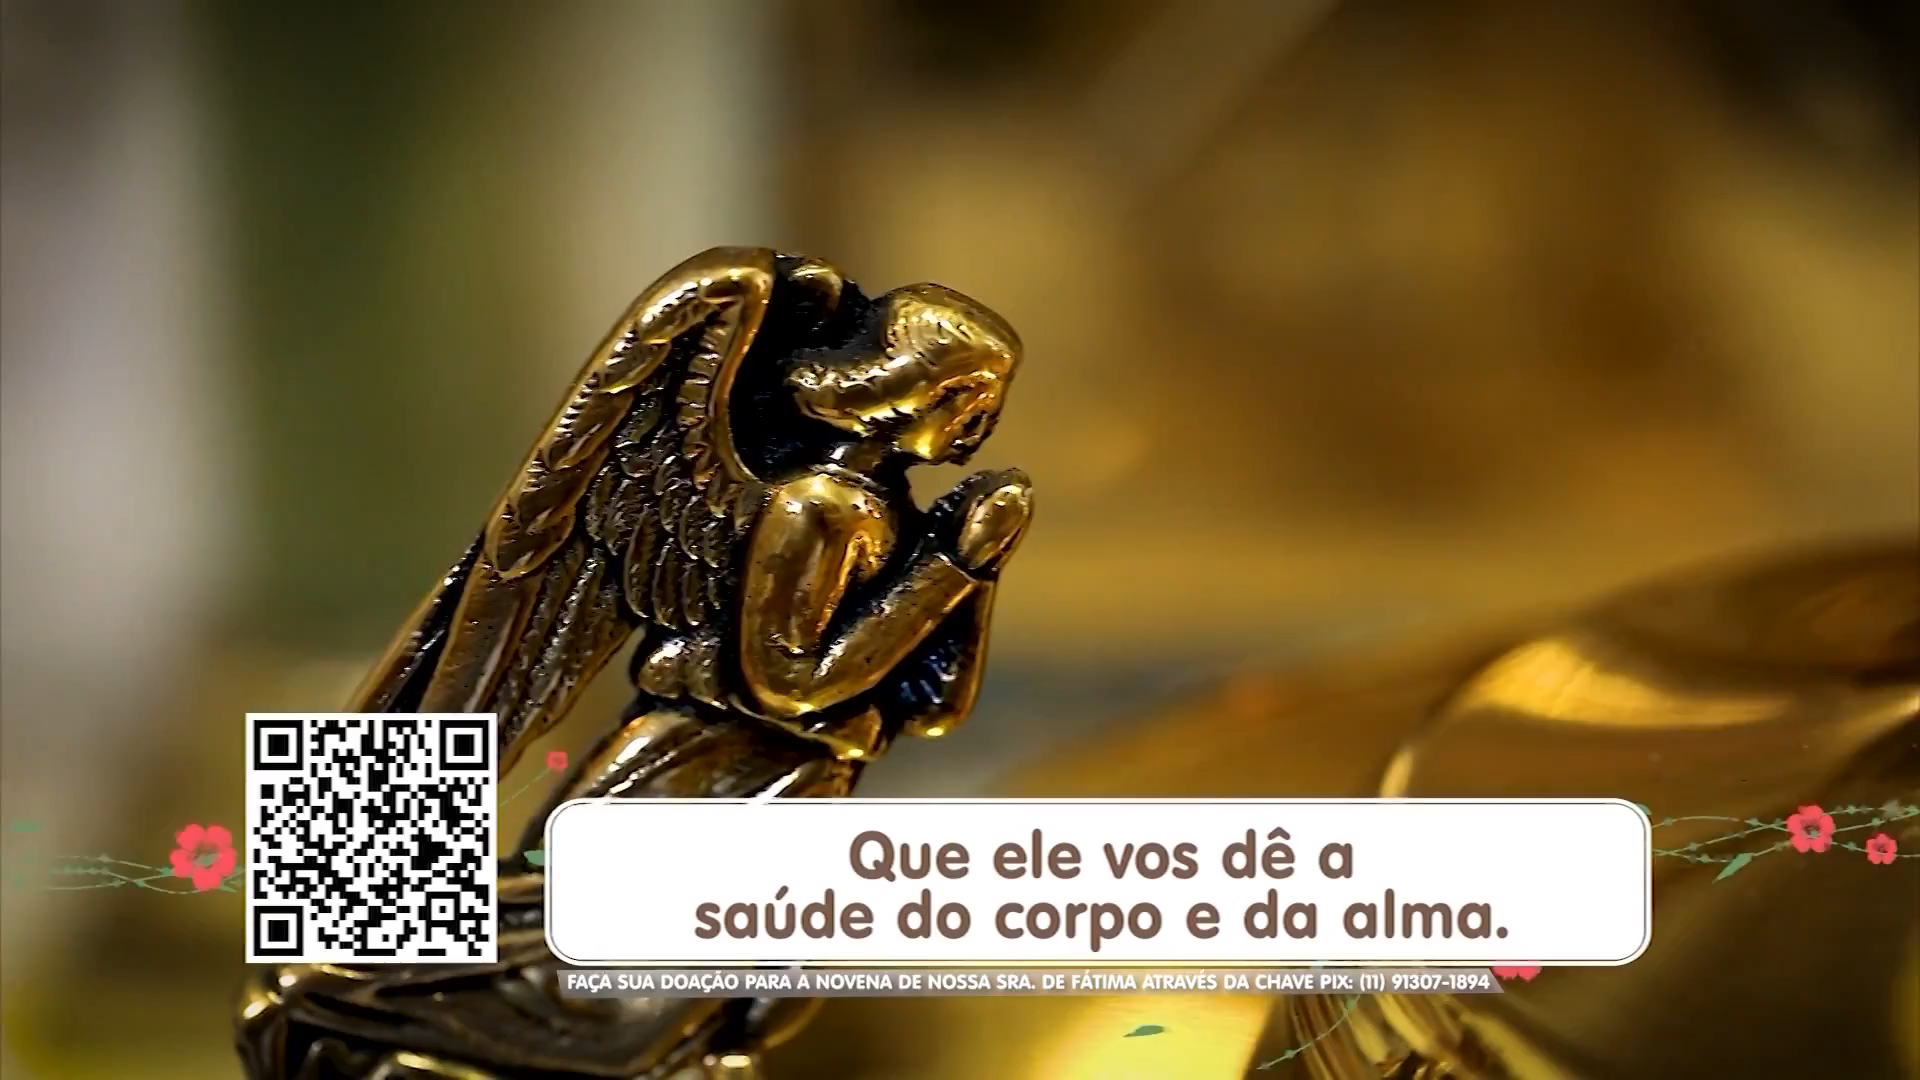 Que ele vos dê a
saúde do corpo e da alma.
FAÇA SUA DOAÇÃO PARA A NOVENA DE NOSSA SRA. DE FÁTIMA ATRAVÉS DA CHAVE PIX: (11) 91307-1894